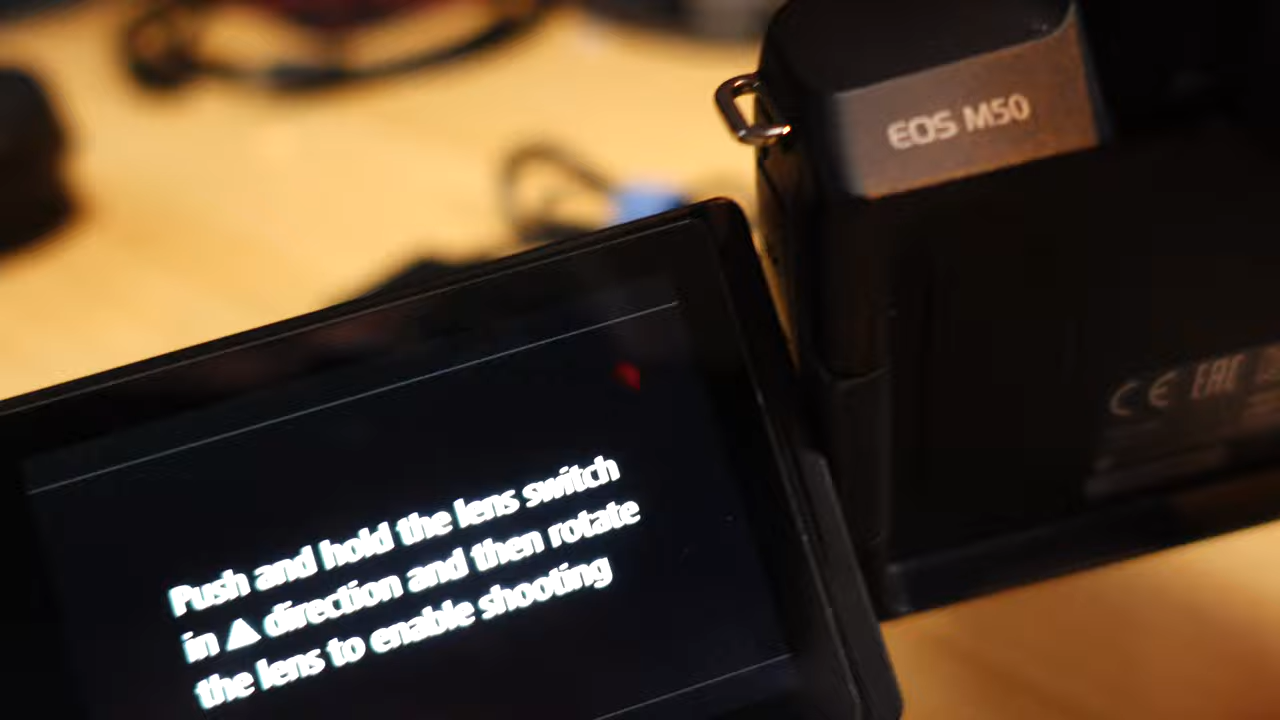 EOS M50
Push and hold the lens switch
in ▲ direction and then rotate
the lens to enable shooting
CE EAC